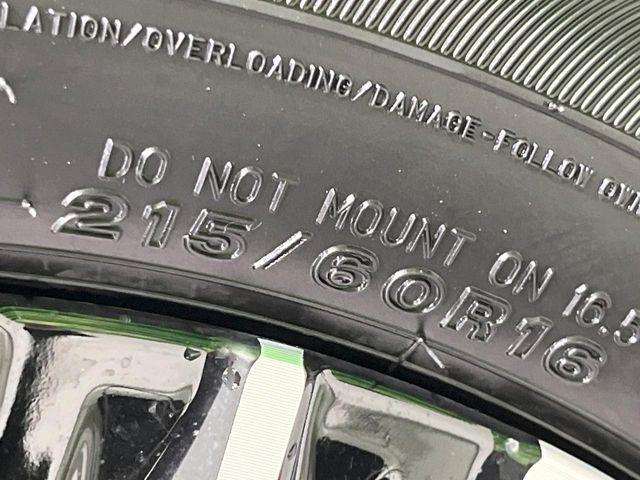 LATION/OVERLOADING/DAMAGE-FOLLOW
DO NOT MOUNT ON 16.5
215/60R16